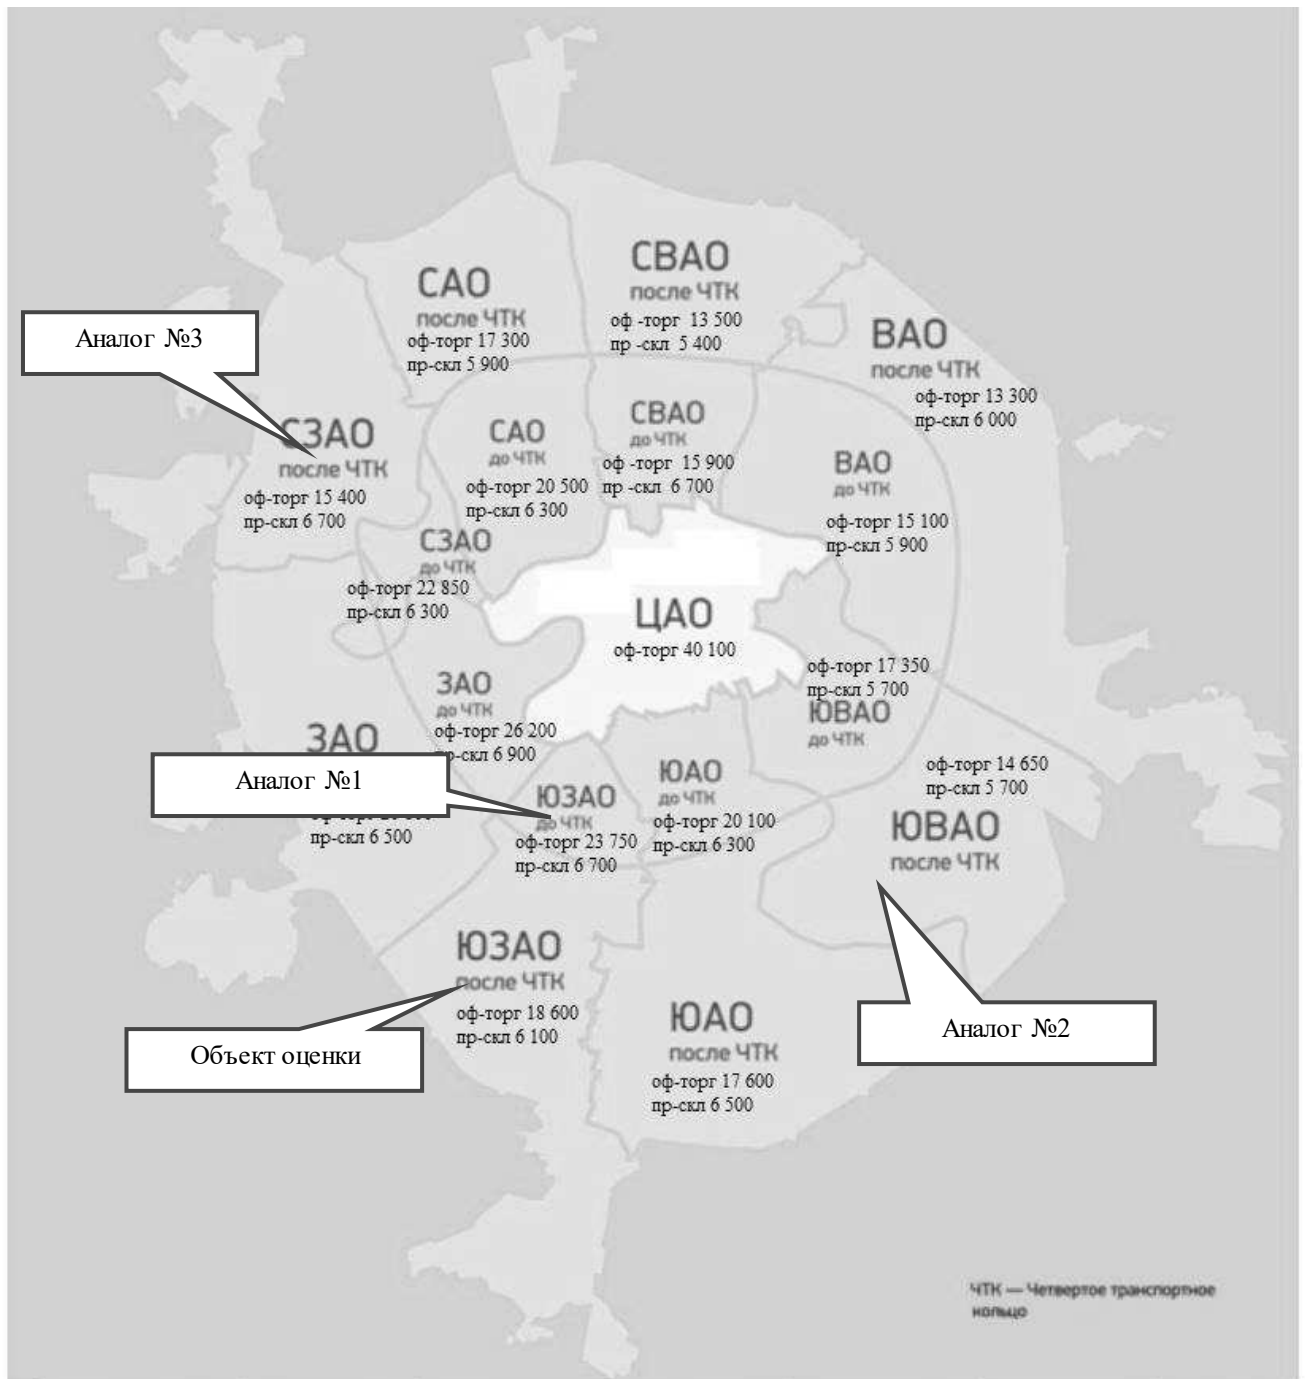 СВАО
после ЧТК
оф -торг 13 500
пр -скл 5 400
САО
после ЧТК
оф-торг 17 300
пр-скл 5 900
ВАО
после ЧТК
оф-торг 13 300
пр-скл 6 000
Аналог №3
СЗАО
после ЧТК
оф-торг 15 400
пр-скл 6 700
САО
до ЧТК
оф-торг 20 500
пр-скл 6 300
СВАО
до ЧТК
оф -торг 15 900
пр -скл 6 700
ВАО
до ЧТК
оф-торг 15 100
пр-скл 5 900
СЗАО
до ЧТК
оф-торг 22 850
пр-скл 6 300
ЦАО
оф-торг 40 100
оф-торг 17 350
пр-скл 5 700
ЮВАО
до ЧТК
ЗАО
до ЧТК
оф-торг 26 200
пр-скл 6 900
ЗАО
Аналог №1
пр-скл 6 500
ЮЗАО
до ЧТК
оф-торг 23 750
пр-скл 6 700
ЮАО
до ЧТК
оф-торг 20 100
пр-скл 6 300
оф-торг 14 650
пр-скл 5 700
ЮВАО
после ЧТК
ЮЗАО
после ЧТК
оф-торг 18 600
пр-скл 6 100
Объект оценки
ЮАО
после ЧТК
оф-торг 17 600
пр-скл 6 500
Аналог №2
ЧТК — Четвертое транспортное
кольцо